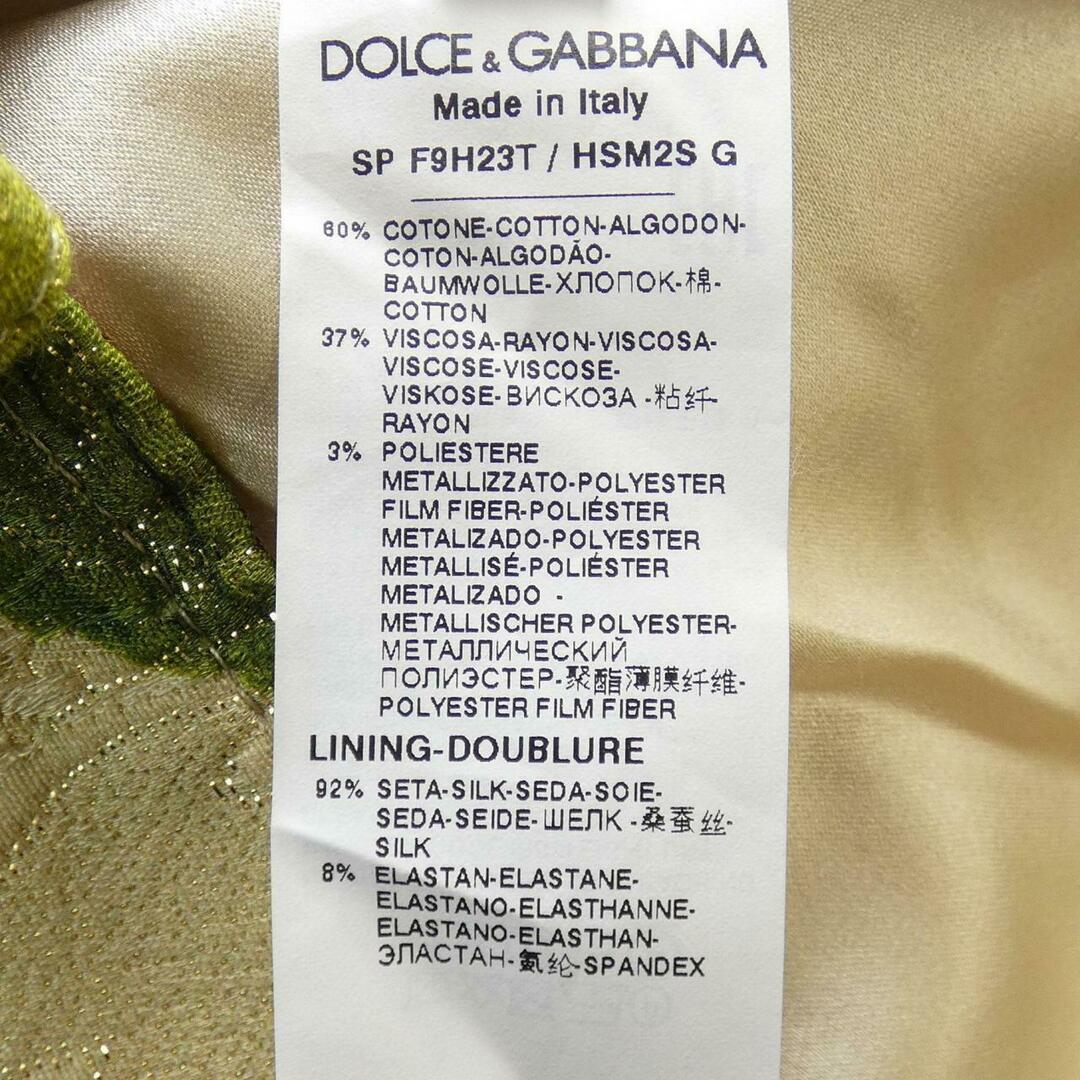 DOLCE & GABBANA
Made in Italy
SP F9H23T / HSM2S G
60% COTONE-COTTON-ALGODON-
COTON-ALGODÃO-
BAUMWOLLE-ХЛОПОК-棉-
COTTON
37% VISCOSA-RAYON-VISCOSA-
VISCOSE-VISCOSE-
VISKOSE-ВИСКОЗА -粘纤-
RAYON
3% POLIESTERE
METALLIZZATO-POLYESTER
FILM FIBER-POLIÉSTER
METALIZADO-POLYESTER
METALLISÉ-POLIÉSTER
METALIZADO -
METALLISCHER POLYESTER-
МЕТАЛЛИЧЕСКИЙ
ПОЛИЭСТЕР-聚酯薄膜纤维-
POLYESTER FILM FIBER
LINING-DOUBLURE
92% SETA-SILK-SEDA-SOIE-
SEDA-SEIDE-ШЕЛК -桑蚕丝-
SILK
8% ELASTAN-ELASTANE-
ELASTANO-ELASTHANNE-
ELASTANO-ELASTHAN-
ЭЛАСТАН-氨纶-SPANDEX